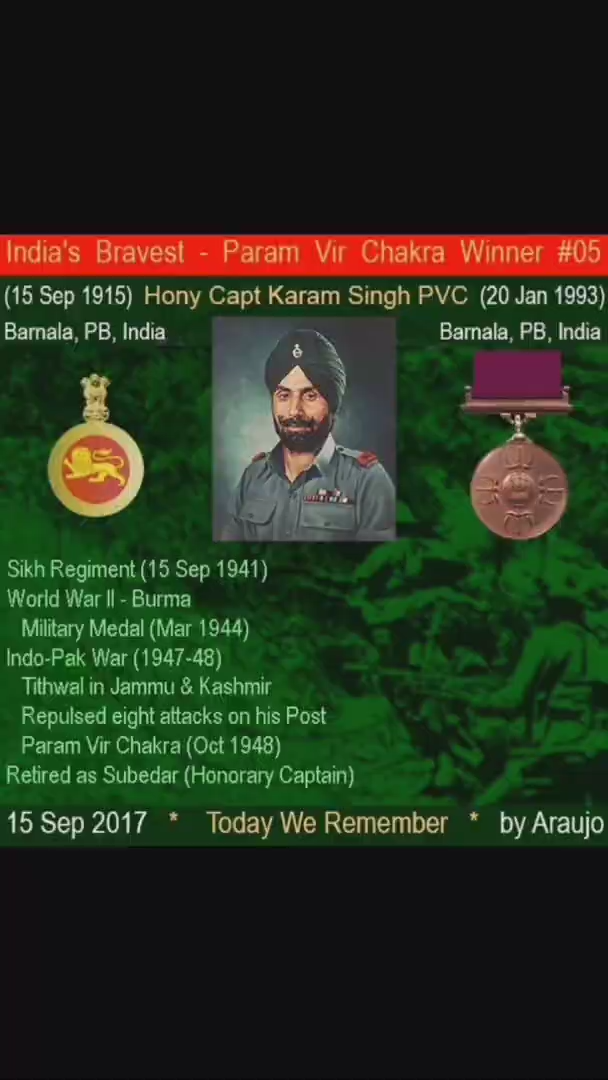 India's Bravest - Param Vir Chakra Winner #05
(15 Sep 1915) Hony Capt Karam Singh PVC (20 Jan 1993)
Barnala, PB, India Barnala, PB, India
Sikh Regiment (15 Sep 1941)
World War II - Burma
Military Medal (Mar 1944)
Indo-Pak War (1947-48)
Tithwal in Jammu & Kashmir
Repulsed eight attacks on his Post
Param Vir Chakra (Oct 1948)
Retired as Subedar (Honorary Captain)
15 Sep 2017 * Today We Remember * by Araujo